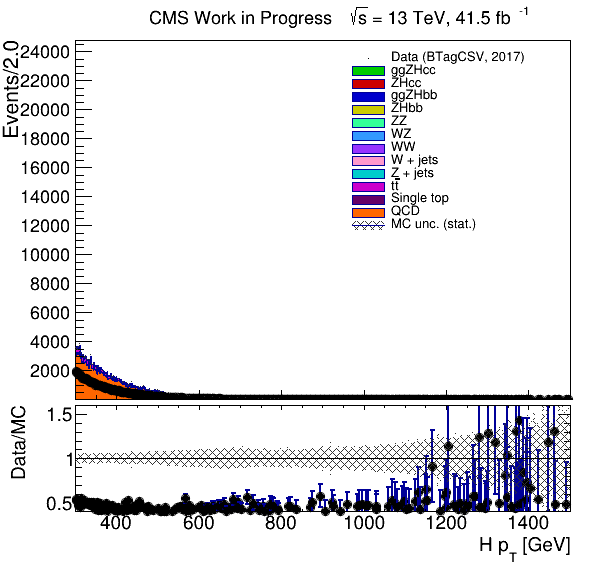 CMS Work in Progress √s = 13 TeV, 41.5 fb⁻¹
Events/2.0
24000
22000
20000
18000
16000
14000
12000
10000
8000
6000
4000
2000
Data (BTagCSV, 2017)
ggZHcc
ZHcc
ggZHbb
ZHbb
ZZ
WZ
WW
W + jets
Z + jets
tt̅
Single top
QCD
MC unc. (stat.)
Data/MC
1.5
1
0.5
400 600 800 1000 1200 1400
H p_T [GeV]